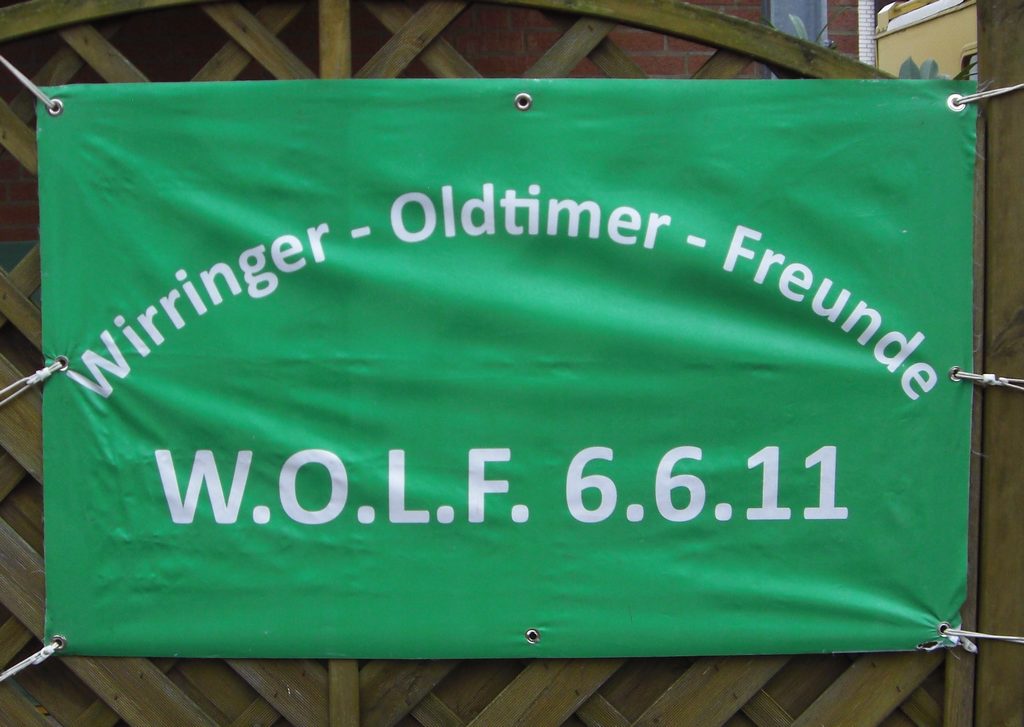 Wirringer - Oldtimer - Freunde
W.O.L.F. 6.6.11